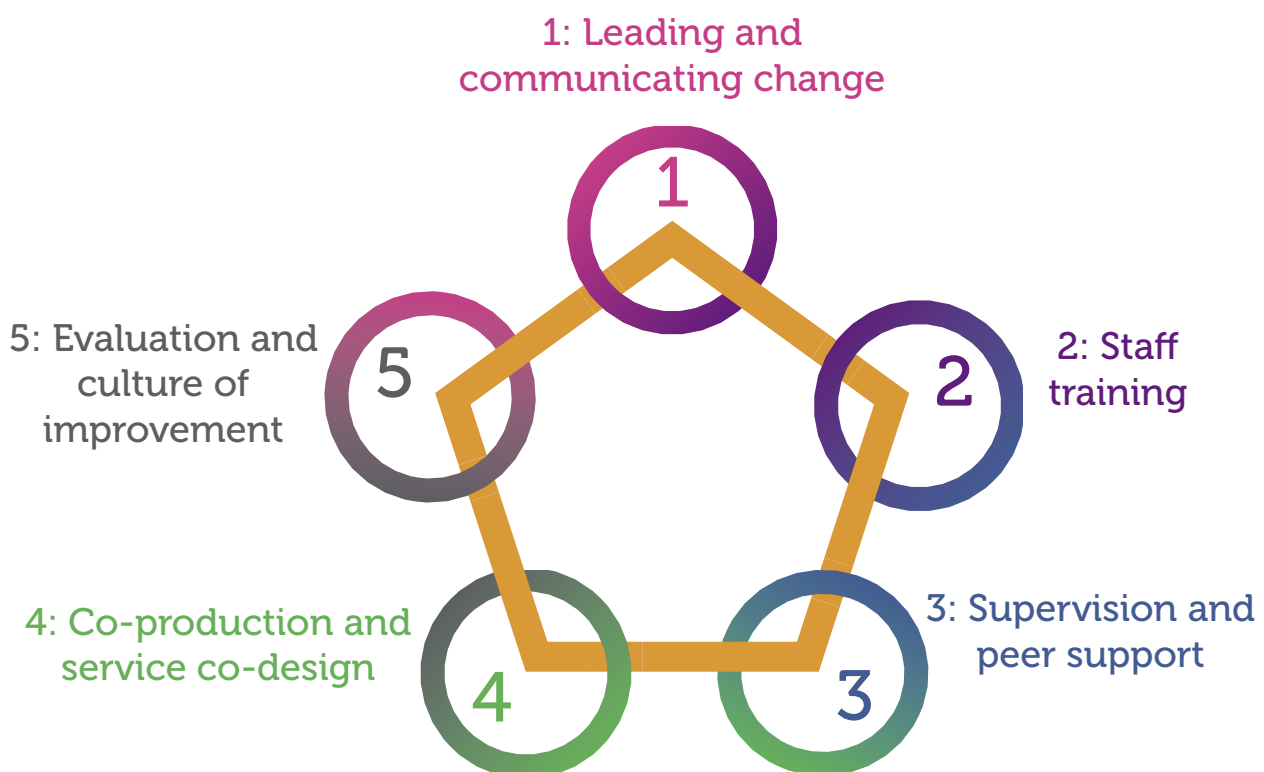 1: Leading and
communicating change
1
2: Staff
training
2
3: Supervision and
peer support
3
4: Co-production and
service co-design
4
5: Evaluation and
culture of
improvement
5